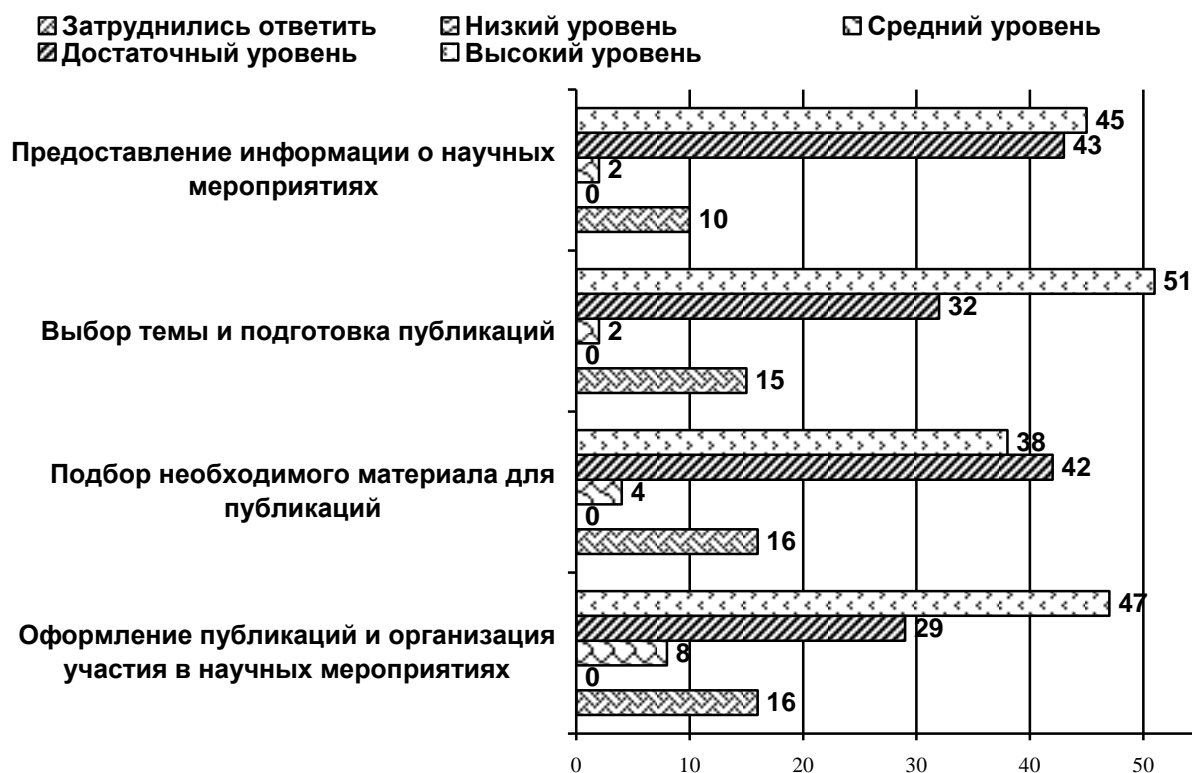 Затруднились ответить Низкий уровень Средний уровень
Достаточный уровень Высокий уровень
Предоставление информации о научных
мероприятиях
45
43
2
0
10
Выбор темы и подготовка публикаций
51
32
2
0
15
Подбор необходимого материала для
публикаций
38
42
4
0
16
Оформление публикаций и организация
участия в научных мероприятиях
47
29
8
0
16
0 10 20 30 40 50